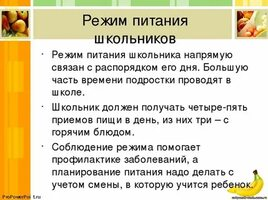 Режим питания
школьников
Режим питания школьника напрямую
связан с распорядком его дня. Большую
часть времени подростки проводят в
школе.
Школьник должен получать четыре-пять
приемов пищи в день, из них три – с
горячим блюдом.
Соблюдение режима помогает
профилактике заболеваний, а
планирование питания надо делать с
учетом смены, в которую учится ребенок.